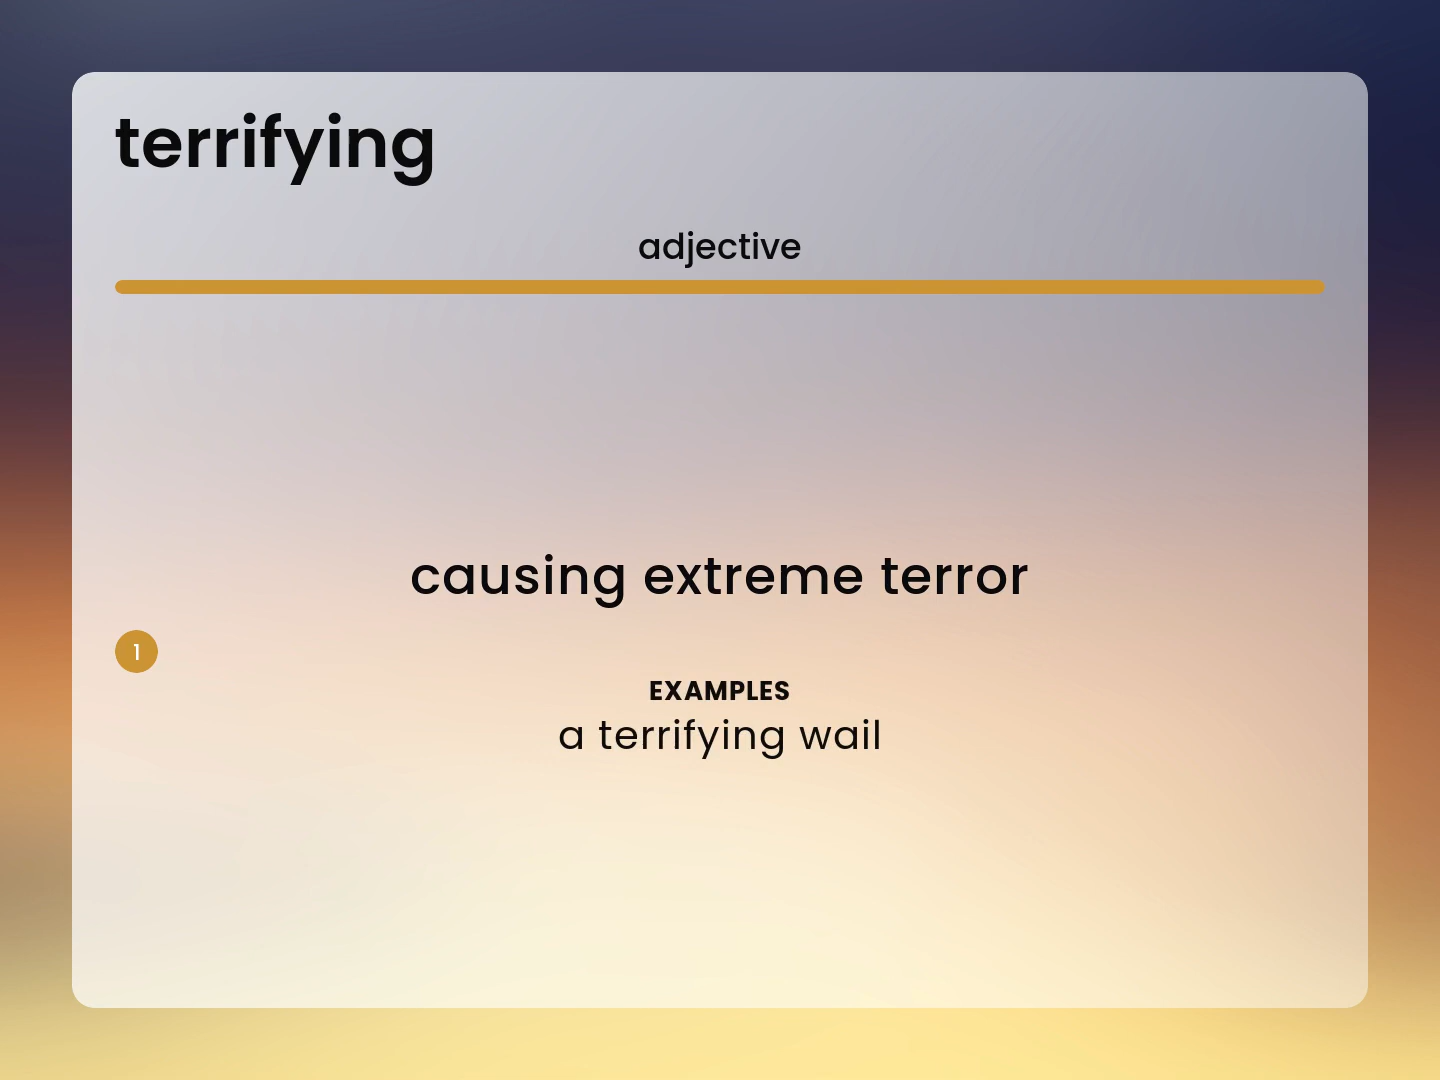 terrifying
adjective
causing extreme terror
1
EXAMPLES
a terrifying wail